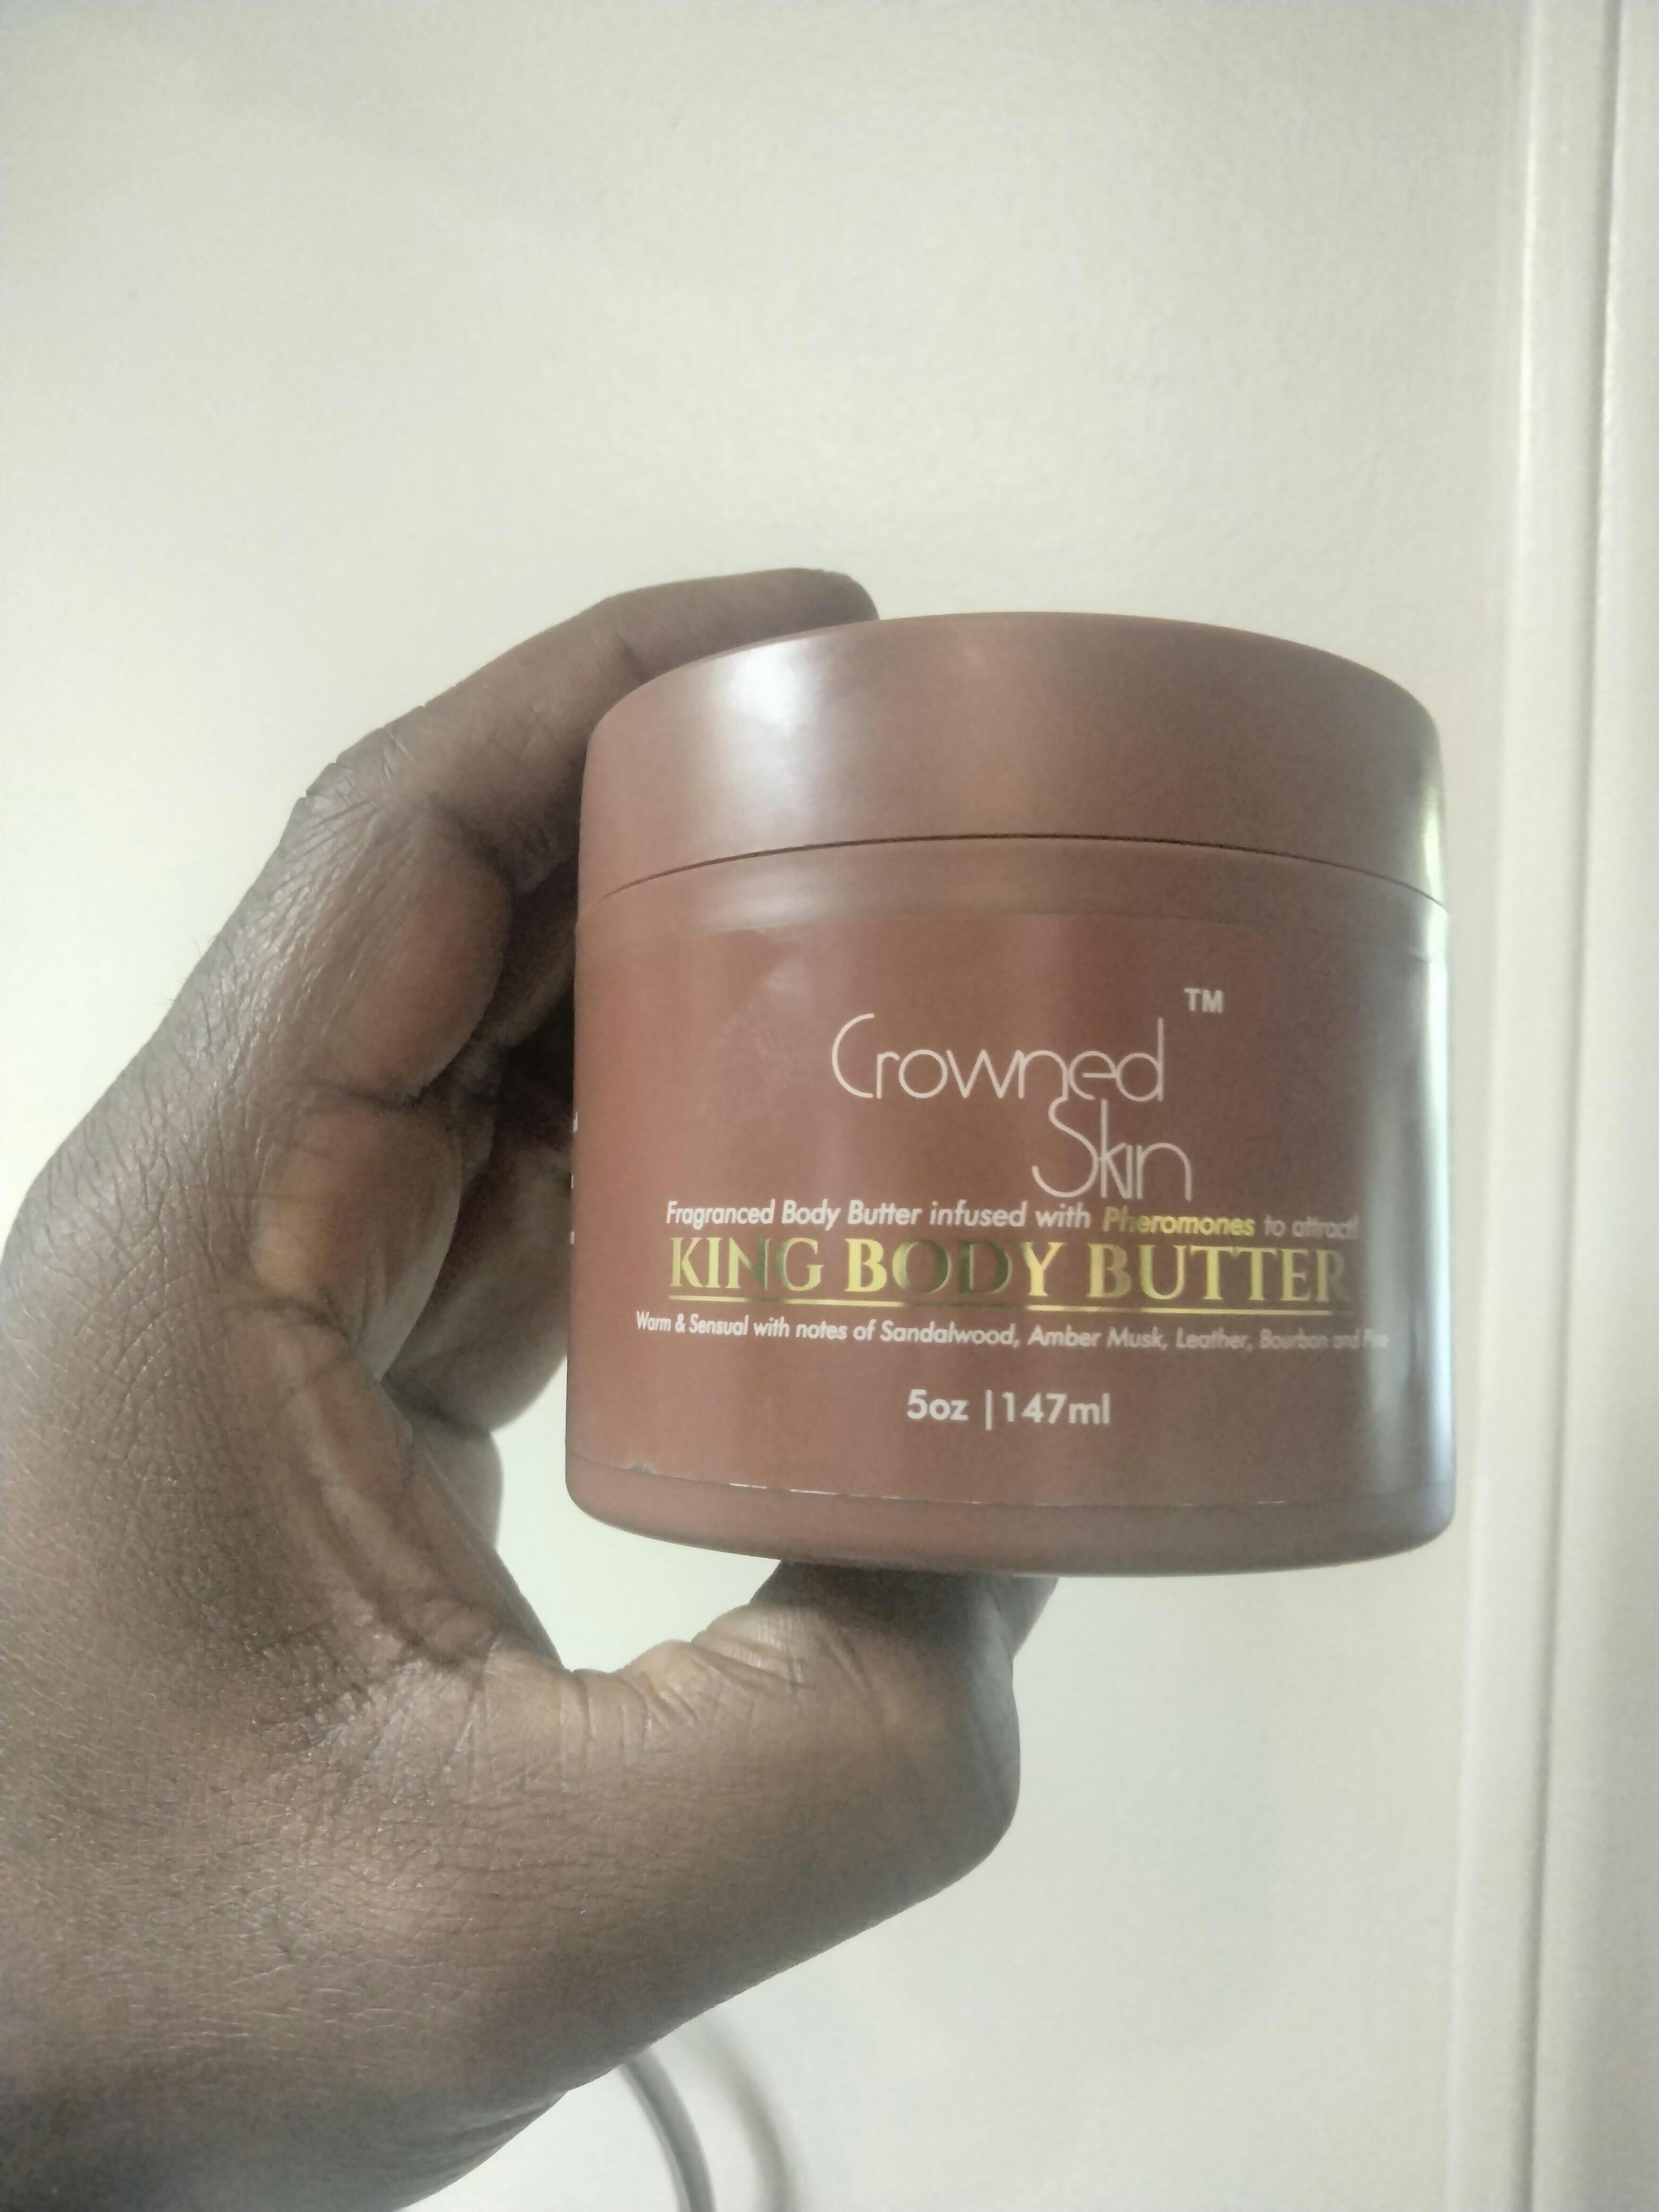 Crowned
TM
Skin
Fragranced Body Butter infused with Pheromones to attract!
KING BODY BUTTER
Warm & Sensual with notes of Sandalwood, Amber Musk, Leather, Bourbon and
5oz | 147ml